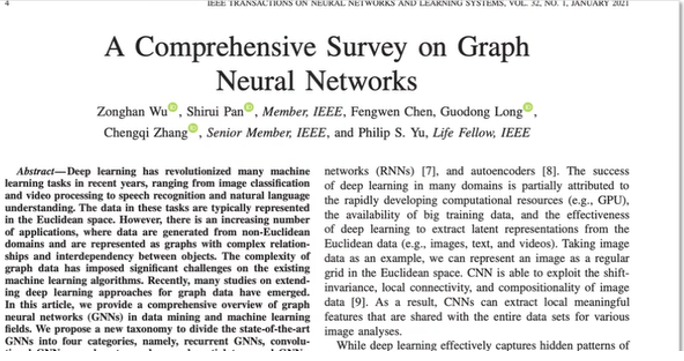 4
IEEE TRANSACTIONS ON NEURAL NETWORKS AND LEARNING SYSTEMS, VOL. 32, NO. 1, JANUARY 2021
A Comprehensive Survey on Graph
Neural Networks
Zonghan Wu, Shirui Pan, Member, IEEE, Fengwen Chen, Guodong Long,
Chengqi Zhang, Senior Member, IEEE, and Philip S. Yu, Life Fellow, IEEE
Abstract—Deep learning has revolutionized many machine
learning tasks in recent years, ranging from image classification
and video processing to speech recognition and natural language
understanding. The data in these tasks are typically represented
in the Euclidean space. However, there is an increasing number
of applications, where data are generated from non-Euclidean
domains and are represented as graphs with complex relation-
ships and interdependency between objects. The complexity of
graph data has imposed significant challenges on the existing
machine learning algorithms. Recently, many studies on extend-
ing deep learning approaches for graph data have emerged.
In this article, we provide a comprehensive overview of graph
neural networks (GNNs) in data mining and machine learning
fields. We propose a new taxonomy to divide the state-of-the-art
GNNs into four categories, namely, recurrent GNNs, convolu-
networks (RNNs) [7], and autoencoders [8]. The success
of deep learning in many domains is partially attributed to
the rapidly developing computational resources (e.g., GPU),
the availability of big training data, and the effectiveness
of deep learning to extract latent representations from the
Euclidean data (e.g., images, text, and videos). Taking image
data as an example, we can represent an image as a regular
grid in the Euclidean space. CNN is able to exploit the shift-
invariance, local connectivity, and compositionality of image
data [9]. As a result, CNNs can extract local meaningful
features that are shared with the entire data sets for various
image analyses.
While deep learning effectively captures hidden patterns of